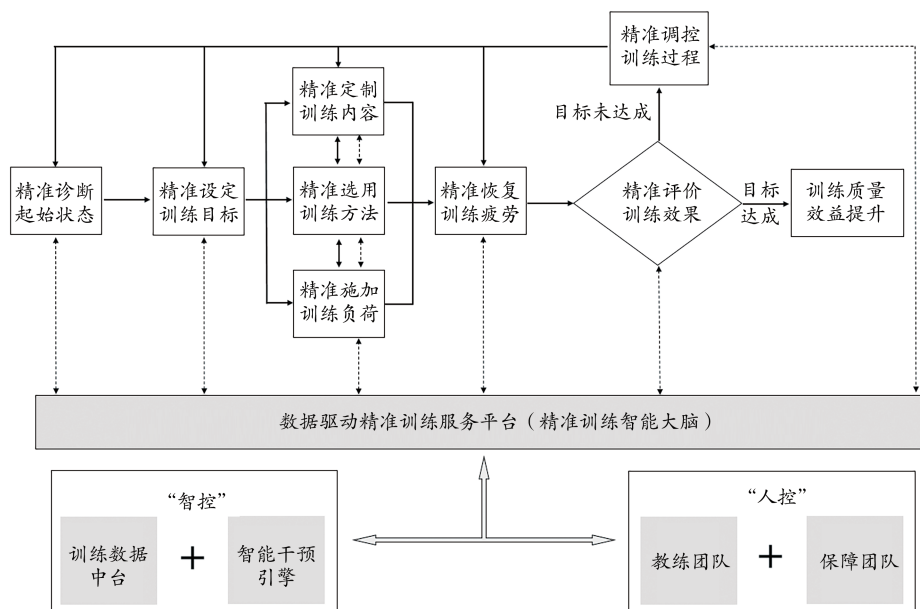 精准调控
训练过程
精准定制
训练内容
目标未达成
精准诊断
起始状态
精准设定
训练目标
精准选用
训练方法
精准恢复
训练疲劳
精准评价
训练效果
目标
达成
训练质量
效益提升
精准施加
训练负荷
数据驱动精准训练服务平台（精准训练智能大脑）
“智控”
训练数据
中台
+
智能干预
引擎
“人控”
教练团队
+
保障团队